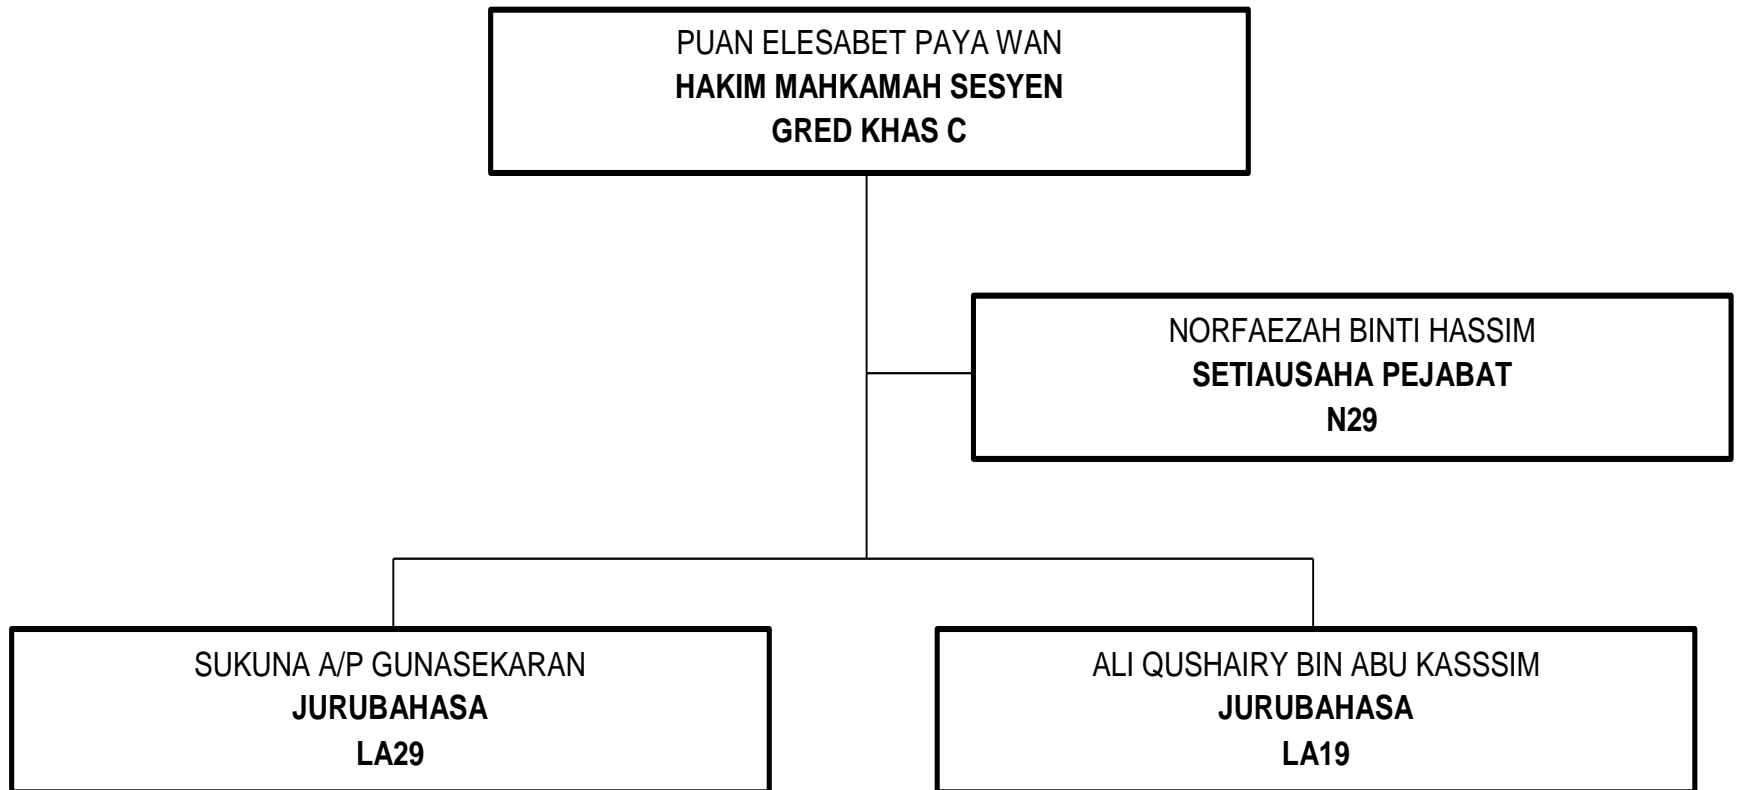 PUAN ELESABET PAYA WAN
HAKIM MAHKAMAH SESYEN
GRED KHAS C
NORFAEZAH BINTI HASSIM
SETIAUSAHA PEJABAT
N29
SUKUNA A/P GUNASEKARAN
JURUBAHASA
LA29
ALI QUSHAIRY BIN ABU KASSSIM
JURUBAHASA
LA19